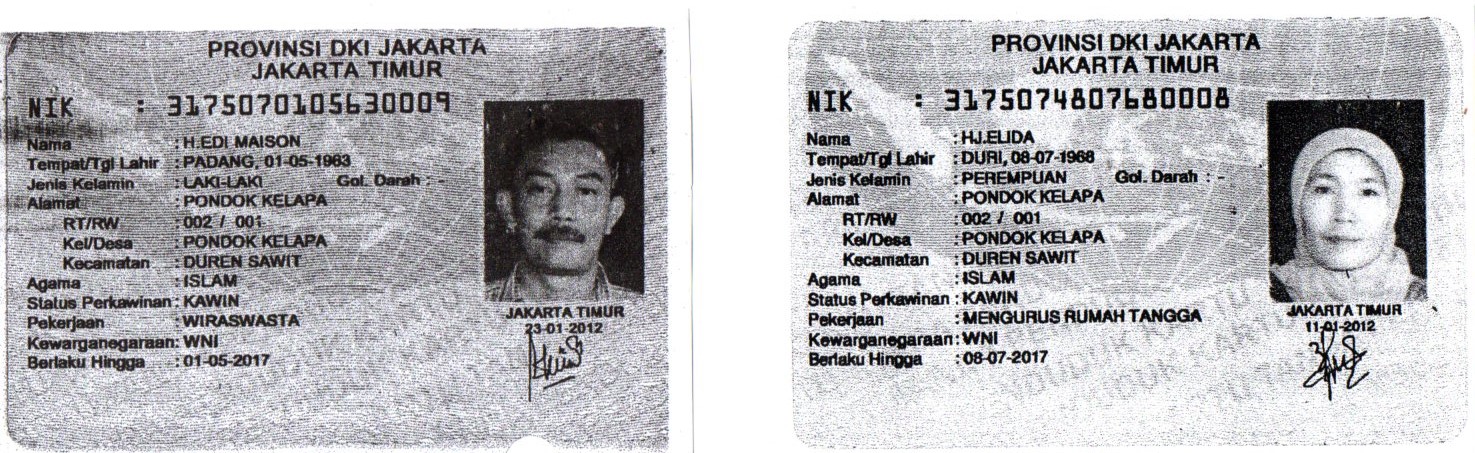 PROVINSI DKI JAKARTA
JAKARTA TIMUR
NIK : 3175070105630009
Nama : H.EDI MAISON
Tempat/Tgl Lahir : PADANG, 01-05-1963
Jenis Kelamin : LAKI-LAKI Gol. Darah : -
Alamat : PONDOK KELAPA
RT/RW : 002 / 001
Kel/Desa : PONDOK KELAPA
Kecamatan : DUREN SAWIT
Agama : ISLAM
Status Perkawinan : KAWIN
Pekerjaan : WIRASWASTA
Kewarganegaraan : WNI
Berlaku Hingga : 01-05-2017
JAKARTA TIMUR
23-01-2012
PROVINSI DKI JAKARTA
JAKARTA TIMUR
NIK : 3175074807680008
Nama : HJ.ELIDA
Tempat/Tgl Lahir : DURI, 08-07-1968
Jenis Kelamin : PEREMPUAN Gol. Darah : -
Alamat : PONDOK KELAPA
RT/RW : 002 / 001
Kel/Desa : PONDOK KELAPA
Kecamatan : DUREN SAWIT
Agama : ISLAM
Status Perkawinan : KAWIN
Pekerjaan : MENGURUS RUMAH TANGGA
Kewarganegaraan : WNI
Berlaku Hingga : 08-07-2017
JAKARTA TIMUR
11-01-2012